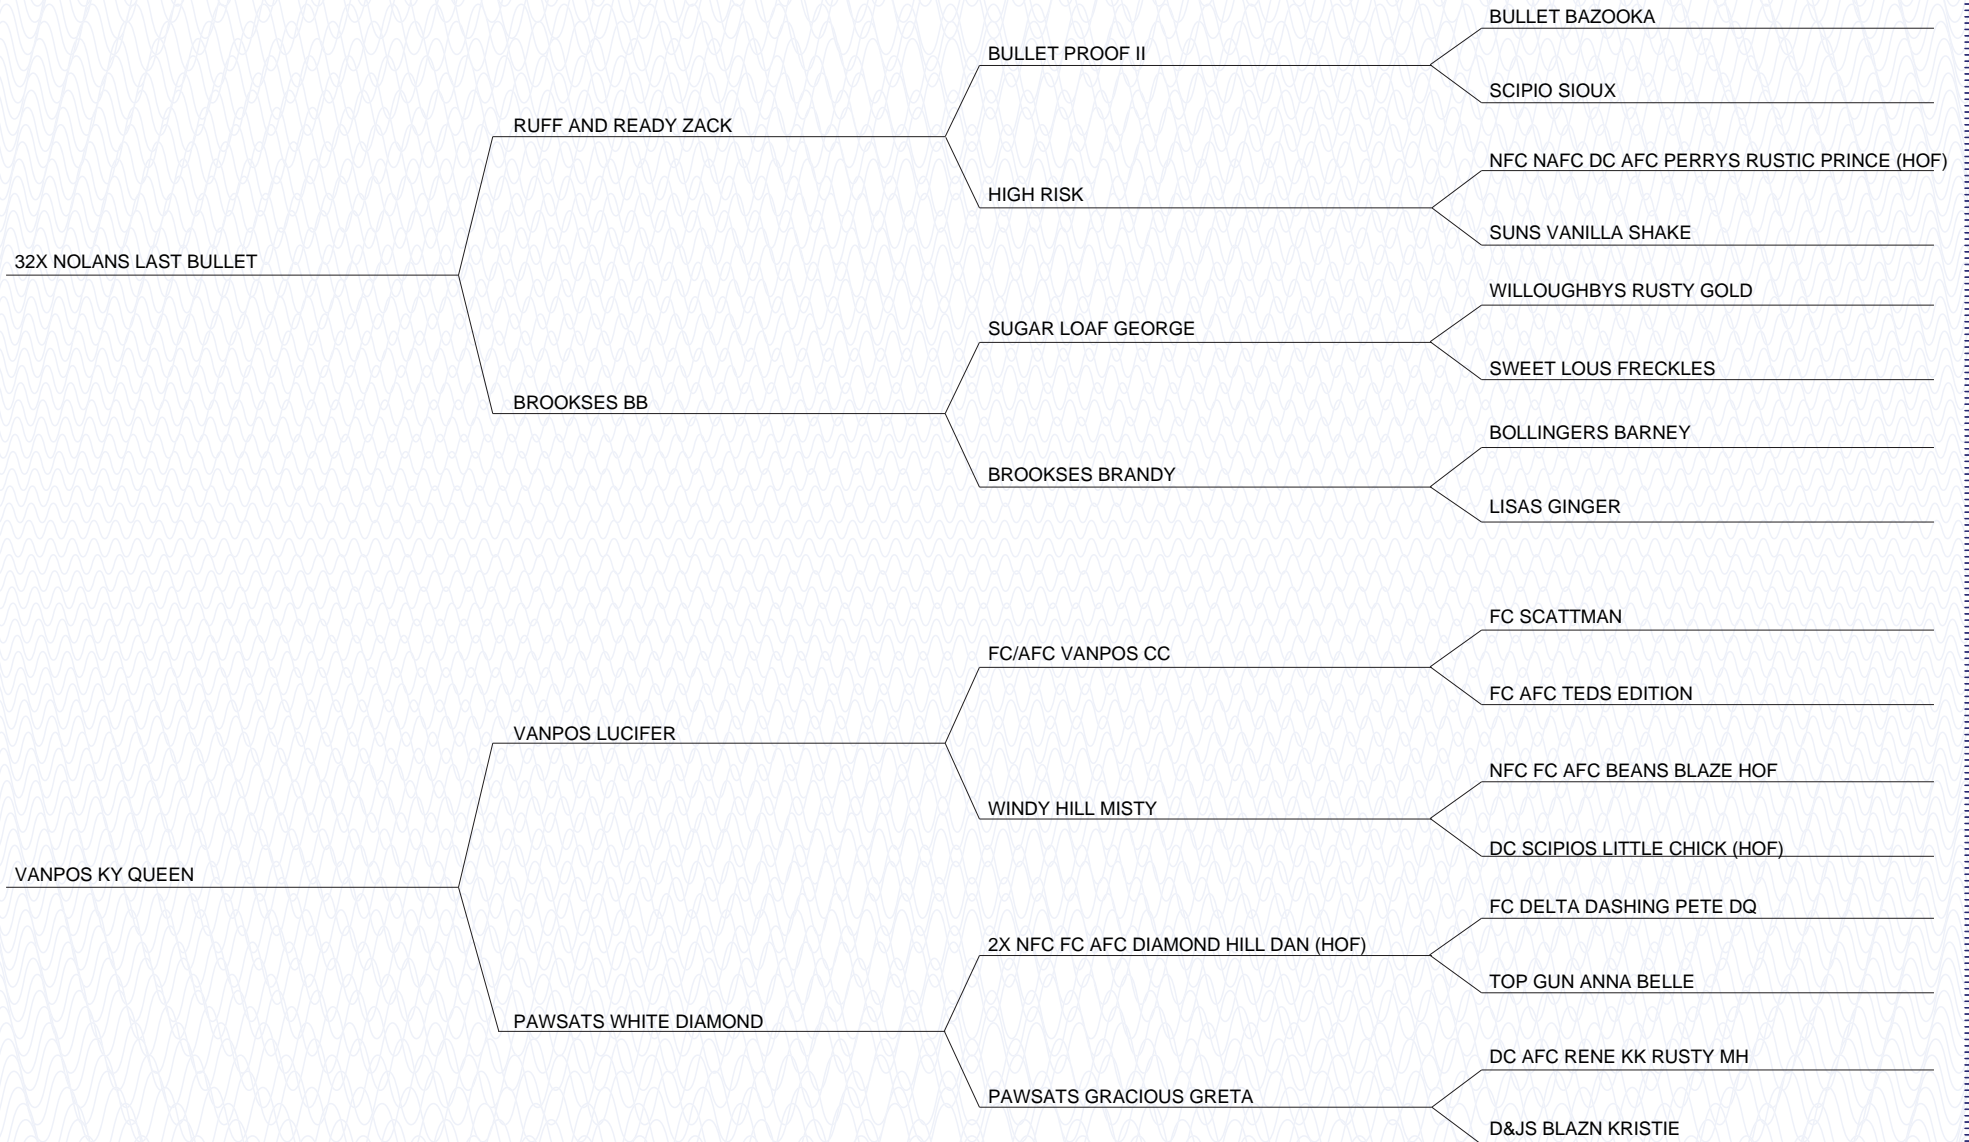 BULLET BAZOOKA
BULLET PROOF II
SCIPIO SIOUX
RUFF AND READY ZACK
NFC NAFC DC AFC PERRYS RUSTIC PRINCE (HOF)
HIGH RISK
SUNS VANILLA SHAKE
32X NOLANS LAST BULLET
WILLOUGHBYS RUSTY GOLD
SUGAR LOAF GEORGE
SWEET LOUS FRECKLES
BROOKSES BB
BOLLINGERS BARNEY
BROOKSES BRANDY
LISAS GINGER
FC SCATTMAN
FC/AFC VANPOS CC
FC AFC TEDS EDITION
VANPOS LUCIFER
NFC FC AFC BEANS BLAZE HOF
WINDY HILL MISTY
DC SCIPIOS LITTLE CHICK (HOF)
VANPOS KY QUEEN
FC DELTA DASHING PETE DQ
2X NFC FC AFC DIAMOND HILL DAN (HOF)
TOP GUN ANNA BELLE
PAWSATS WHITE DIAMOND
DC AFC RENE KK RUSTY MH
PAWSATS GRACIOUS GRETA
D&JS BLAZN KRISTIE